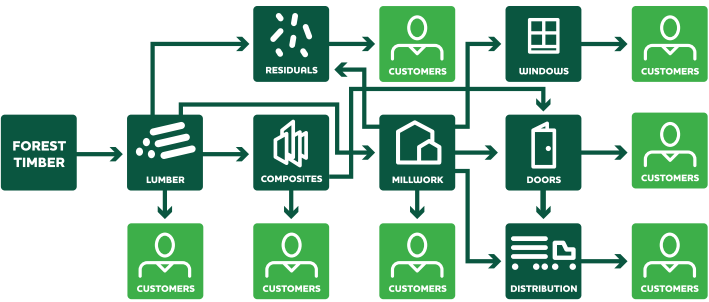 RESIDUALS
CUSTOMERS
WINDOWS
CUSTOMERS
FOREST
TIMBER
LUMBER
COMPOSITES
MILLWORK
DOORS
CUSTOMERS
CUSTOMERS
CUSTOMERS
CUSTOMERS
DISTRIBUTION
CUSTOMERS